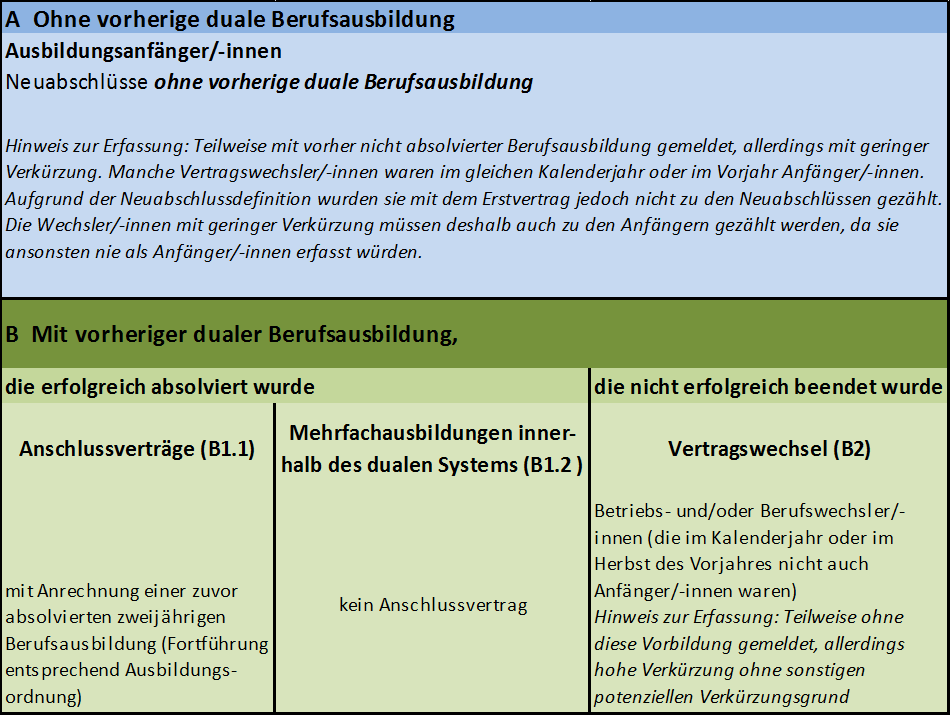 A Ohne vorherige duale Berufsausbildung
Ausbildungsanfänger/-innen
Neuabschlüsse ohne vorherige duale Berufsausbildung
Hinweis zur Erfassung: Teilweise mit vorher nicht absolvierter Berufsausbildung gemeldet, allerdings mit geringer
Verkürzung. Manche Vertragswechsler/-innen waren im gleichen Kalenderjahr oder im Vorjahr Anfänger/-innen.
Aufgrund der Neuabschlussdefinition wurden sie mit dem Erstvertrag jedoch nicht zu den Neuabschlüssen gezählt.
Die Wechsler/-innen mit geringer Verkürzung müssen deshalb auch zu den Anfängern gezählt werden, da sie
ansonsten nie als Anfänger/-innen erfasst würden.
B Mit vorheriger dualer Berufsausbildung,
die erfolgreich absolviert wurde
die nicht erfolgreich beendet wurde
Anschlussverträge (B1.1)
Mehrfachausbildungen inner-
halb des dualen Systems (B1.2 )
Vertragswechsel (B2)
mit Anrechnung einer zuvor
absolvierten zweijährigen
Berufsausbildung (Fortführung
entsprechend Ausbildungs-
ordnung)
kein Anschlussvertrag
Betriebs- und/oder Berufswechsler/-
innen (die im Kalenderjahr oder im
Herbst des Vorjahres nicht auch
Anfänger/-innen waren)
Hinweis zur Erfassung: Teilweise ohne
diese Vorbildung gemeldet, allerdings
hohe Verkürzung ohne sonstigen
potenziellen Verkürzungsgrund